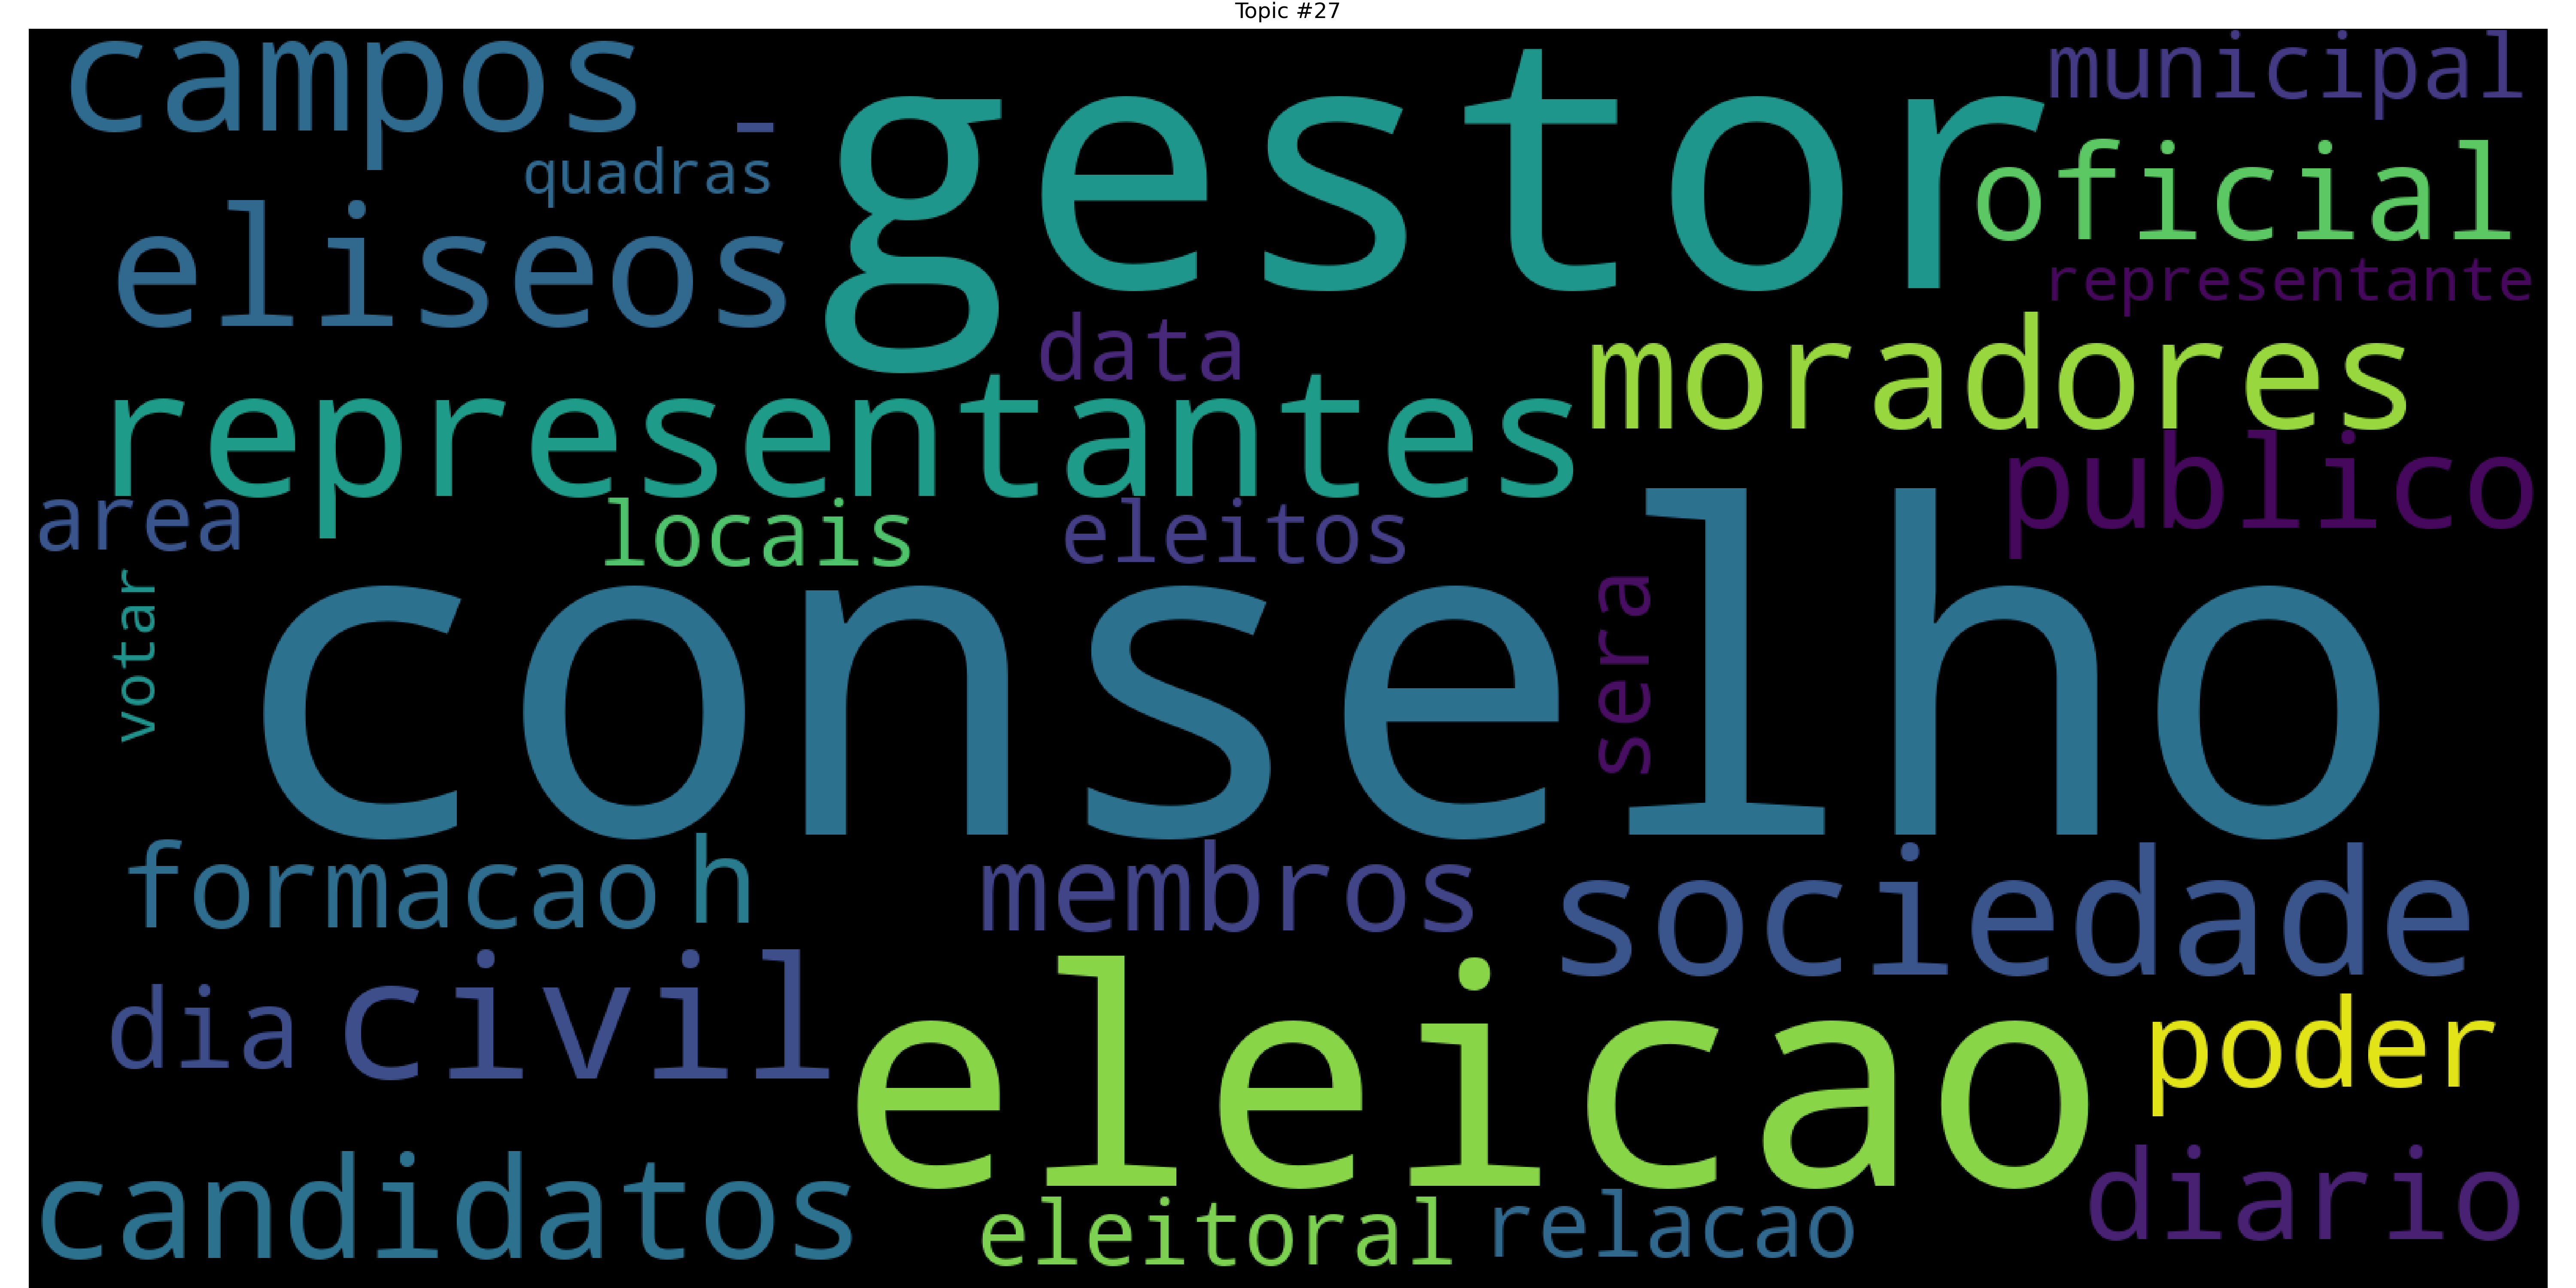 Topic #27
campos
–
gestor
municipal
quadras
oficial
eliseos
representante
data
moradores
representantes
publico
area
locais
eleitos
votar
conselho
sera
formacao
h
membros
sociedade
dia
civil
eleicao
poder
candidatos
eleitoral
relacao
diario